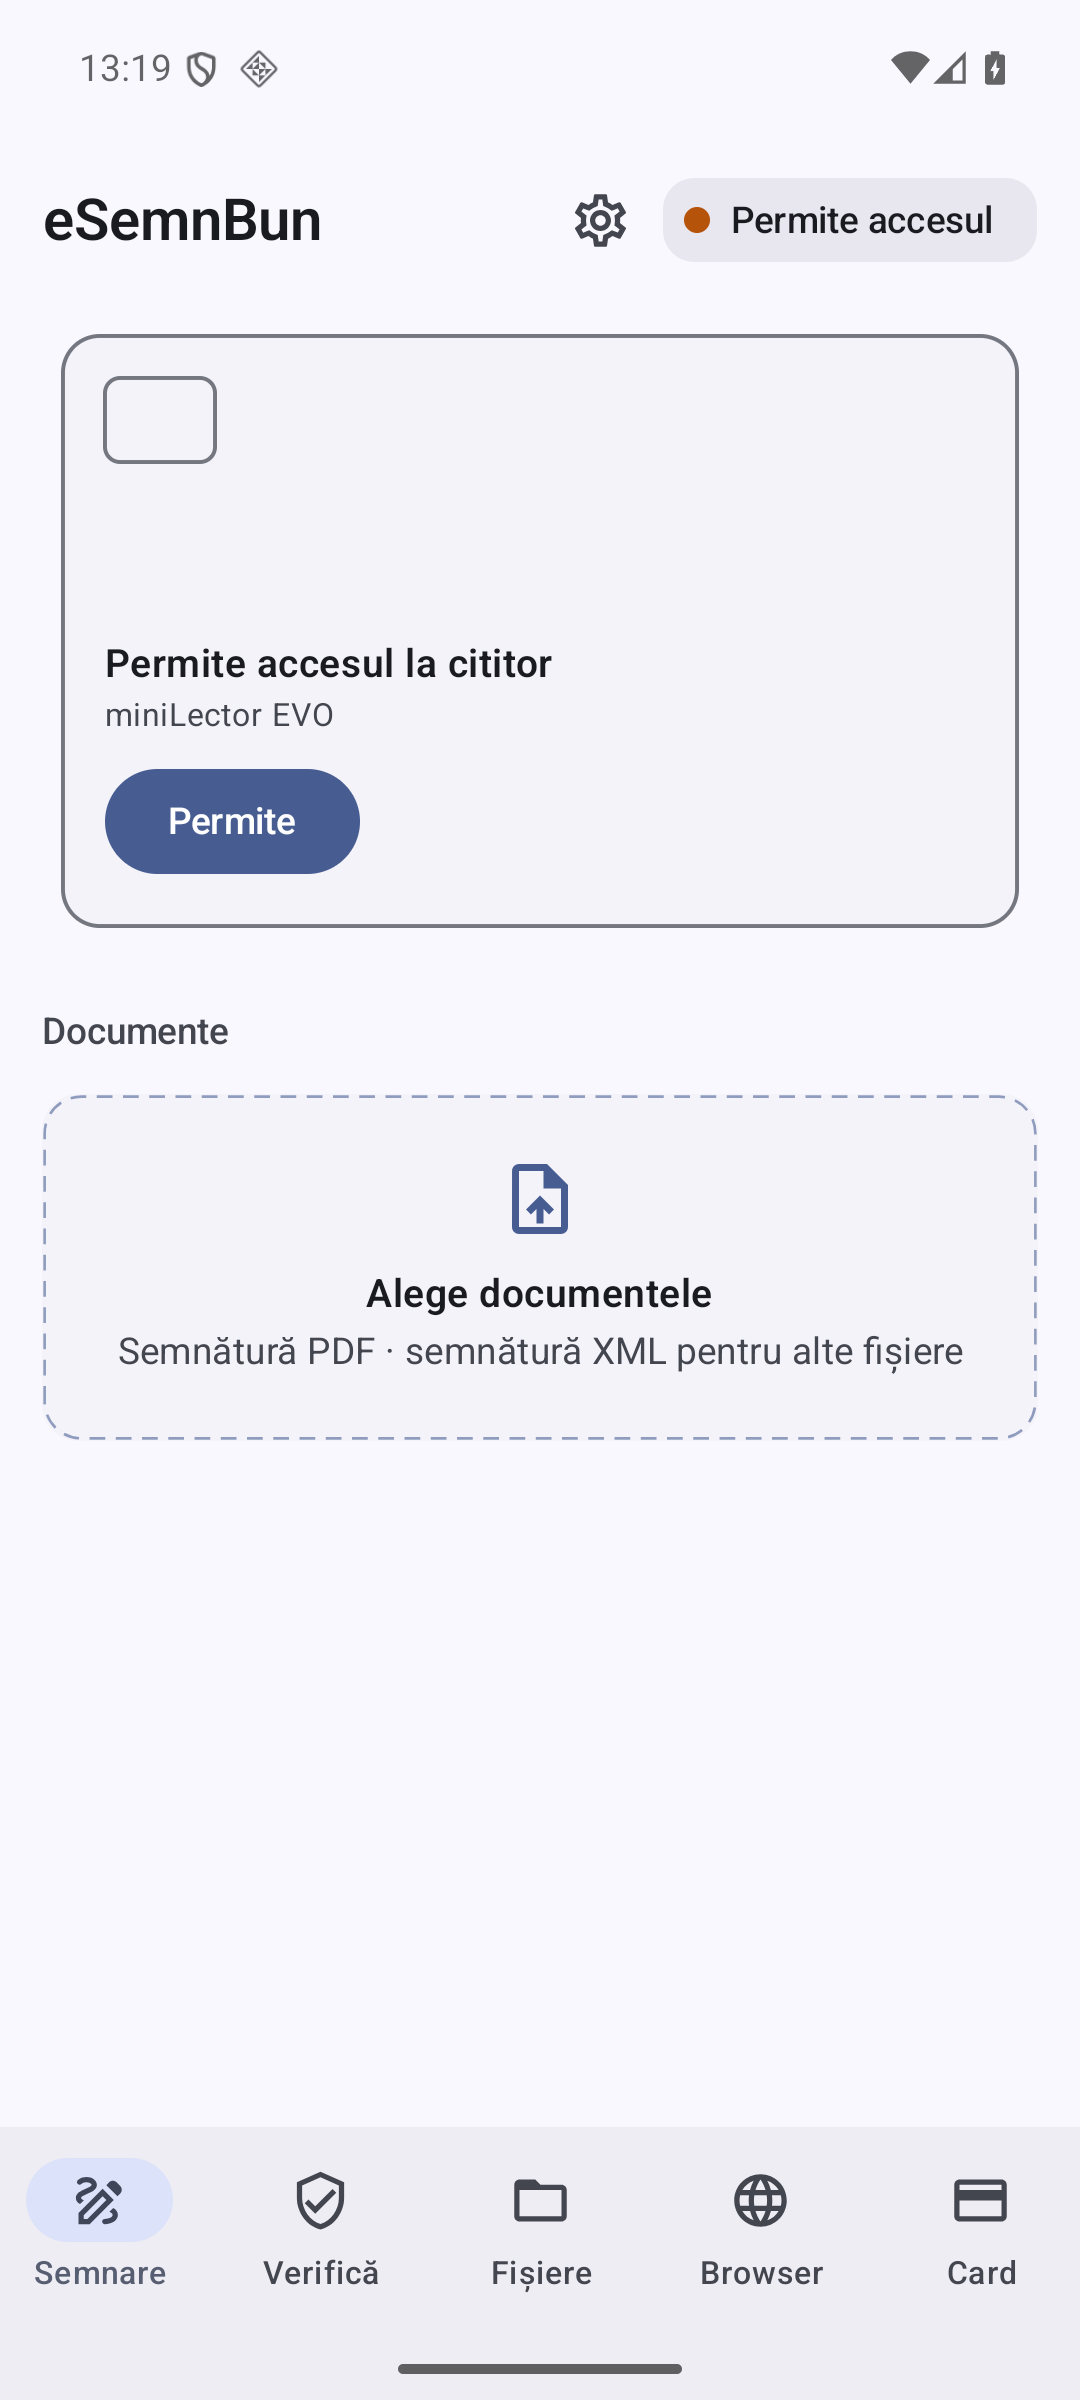 13:19
eSemnBun
Permite accesul
Permite accesul la cititor
miniLector EVO
Permite
Documente
Alege documentele
Semnătură PDF · semnătură XML pentru alte fișiere
Semnare
Verifică
Fișiere
Browser
Card